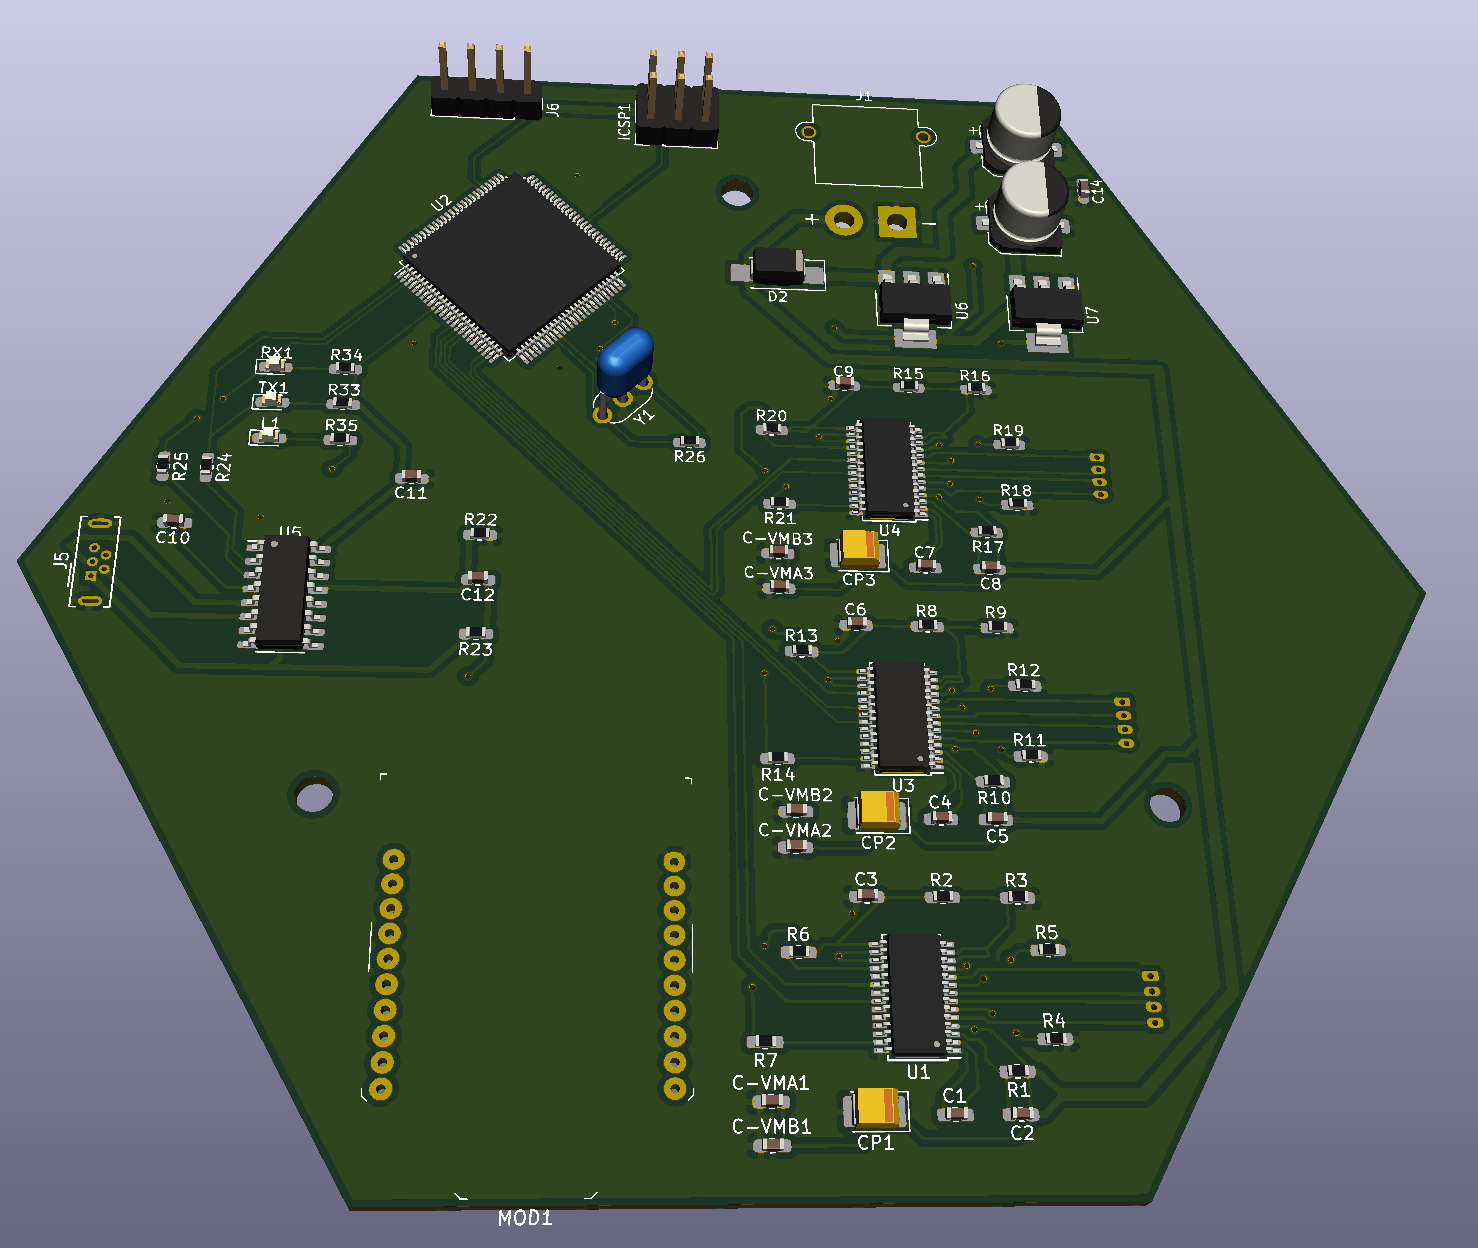 J6
ICSP1
J1
+
C14
U2
+
+
−
D2
U6
U7
RX1
R34
C9
R15
R16
TX1
R33
Y1
R20
L1
R35
R19
R26
R25
R24
C11
R18
R21
U4
C10
R22
C-VMB3
R17
U5
J5
CP3
C7
C8
C-VMA3
C12
C6
R8
R9
R13
R23
R12
R11
R14
U3
C-VMB2
R10
C4
C5
C-VMA2
CP2
C3
R2
R3
R6
R5
R4
R7
U1
C-VMA1
R1
C1
C-VMB1
C2
CP1
MOD1